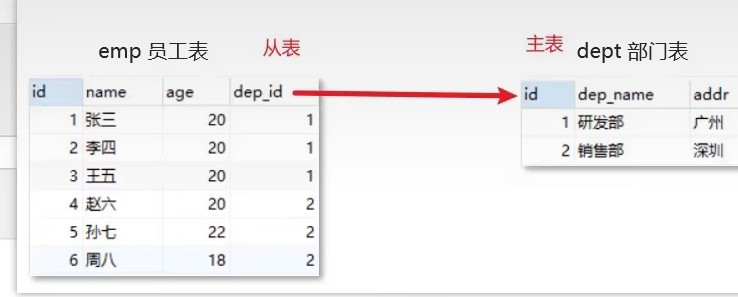 emp 员工表 从表 主表 dept 部门表
id name age dep_id id dep_name addr
1 张三 20 1 1 研发部 广州
2 李四 20 1 2 销售部 深圳
3 王五 20 1
4 赵六 20 2
5 孙七 22 2
6 周八 18 2